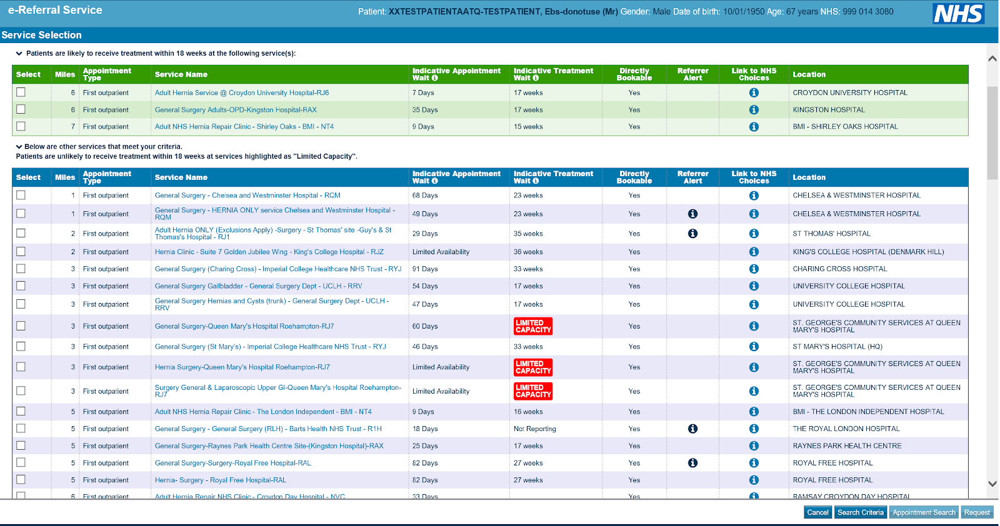 e-Referral Service
Patient: XXTESTPATIENTAATQ-TESTPATIENT, Ebs-donotuse (Mr) Gender: Male Date of birth: 10/01/1950 Age: 67 years NHS: 999 014 3080
NHS
Service Selection
Patients are likely to receive treatment within 18 weeks at the following service(s):
Select Miles Appointment Type Service Name Indicative Appointment Wait Indicative Treatment Wait Directly Bookable Referrer Alert Link to NHS Choices Location
6 First outpatient Adult Hernia Service @ Croydon University Hospital-RJ6 7 Days 17 weeks Yes CROYDON UNIVERSITY HOSPITAL
6 First outpatient General Surgery Adults-OPD-Kingston Hospital-RAX 35 Days 17 weeks Yes KINGSTON HOSPITAL
7 First outpatient Adult NHS Hernia Repair Clinic - Shirley Oaks - BMI - NT4 9 Days 15 weeks Yes BMI - SHIRLEY OAKS HOSPITAL
Below are other services that meet your criteria.
Patients are unlikely to receive treatment within 18 weeks at services highlighted as "Limited Capacity".
Select Miles Appointment Type Service Name Indicative Appointment Wait Indicative Treatment Wait Directly Bookable Referrer Alert Link to NHS Choices Location
1 First outpatient General Surgery - Chelsea and Westminster Hospital - RQM 68 Days 23 weeks Yes CHELSEA & WESTMINSTER HOSPITAL
1 First outpatient General Surgery - HERNIA ONLY service Chelsea and Westminster Hospital - RQM 49 Days 23 weeks Yes CHELSEA & WESTMINSTER HOSPITAL
2 First outpatient Adult Hernia ONLY (Exclusions Apply) -Surgery - St Thomas' site -Guy's & St Thomas's Hospital - RJ1 29 Days 35 weeks Yes ST THOMAS' HOSPITAL
2 First outpatient Hernia Clinic - Suite 7 Golden Jubilee Wing - King's College Hospital - RJZ Limited Availability 36 weeks Yes KING'S COLLEGE HOSPITAL (DENMARK HILL)
3 First outpatient General Surgery (Charing Cross) - Imperial College Healthcare NHS Trust - RYJ 91 Days 33 weeks Yes CHARING CROSS HOSPITAL
3 First outpatient General Surgery Gallbladder - General Surgery Dept - UCLH - RRV 54 Days 17 weeks Yes UNIVERSITY COLLEGE HOSPITAL
3 First outpatient General Surgery Hernias and Cysts (trunk) - General Surgery Dept - UCLH - RRV 47 Days 17 weeks Yes UNIVERSITY COLLEGE HOSPITAL
3 First outpatient General Surgery-Queen Mary's Hospital Roehampton-RJ7 60 Days LIMITED CAPACITY Yes ST. GEORGE'S COMMUNITY SERVICES AT QUEEN MARY'S HOSPITAL
3 First outpatient General Surgery (St Mary's) - Imperial College Healthcare NHS Trust - RYJ 46 Days 33 weeks Yes ST MARY'S HOSPITAL (HQ)
3 First outpatient Hernia Surgery-Queen Mary's Hospital Roehampton-RJ7 Limited Availability LIMITED CAPACITY Yes ST. GEORGE'S COMMUNITY SERVICES AT QUEEN MARY'S HOSPITAL
3 First outpatient Surgery General & Laparoscopic Upper GI-Queen Mary's Hospital Roehampton-RJ7 Limited Availability LIMITED CAPACITY Yes ST. GEORGE'S COMMUNITY SERVICES AT QUEEN MARY'S HOSPITAL
5 First outpatient Adult NHS Hernia Repair Clinic - The London Independent - BMI - NT4 9 Days 16 weeks Yes BMI - THE LONDON INDEPENDENT HOSPITAL
5 First outpatient General Surgery - General Surgery (RLH) - Barts Health NHS Trust - R1H 18 Days Not Reporting Yes THE ROYAL LONDON HOSPITAL
5 First outpatient General Surgery-Raynes Park Health Centre Site-(Kingston Hospital)-RAX 25 Days 17 weeks Yes RAYNES PARK HEALTH CENTRE
5 First outpatient General Surgery-Surgery-Royal Free Hospital-RAL 82 Days 27 weeks Yes ROYAL FREE HOSPITAL
5 First outpatient Hernia- Surgery - Royal Free Hospital-RAL 82 Days 27 weeks Yes ROYAL FREE HOSPITAL
6 First outpatient Adult Hernia Repair NHS Clinic - Croydon Day Hospital - NVC 33 Days Yes RAMSAY CROYDON DAY HOSPITAL
Cancel Search Criteria Appointment Search Request